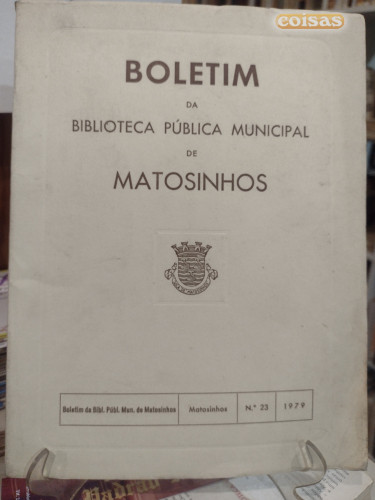 coisas
BOLETIM
DA
BIBLIOTECA PÚBLICA MUNICIPAL
DE
MATOSINHOS
Boletim da Bibl. Públ. Mun. de Matosinhos
Matosinhos
N.º 23
1979